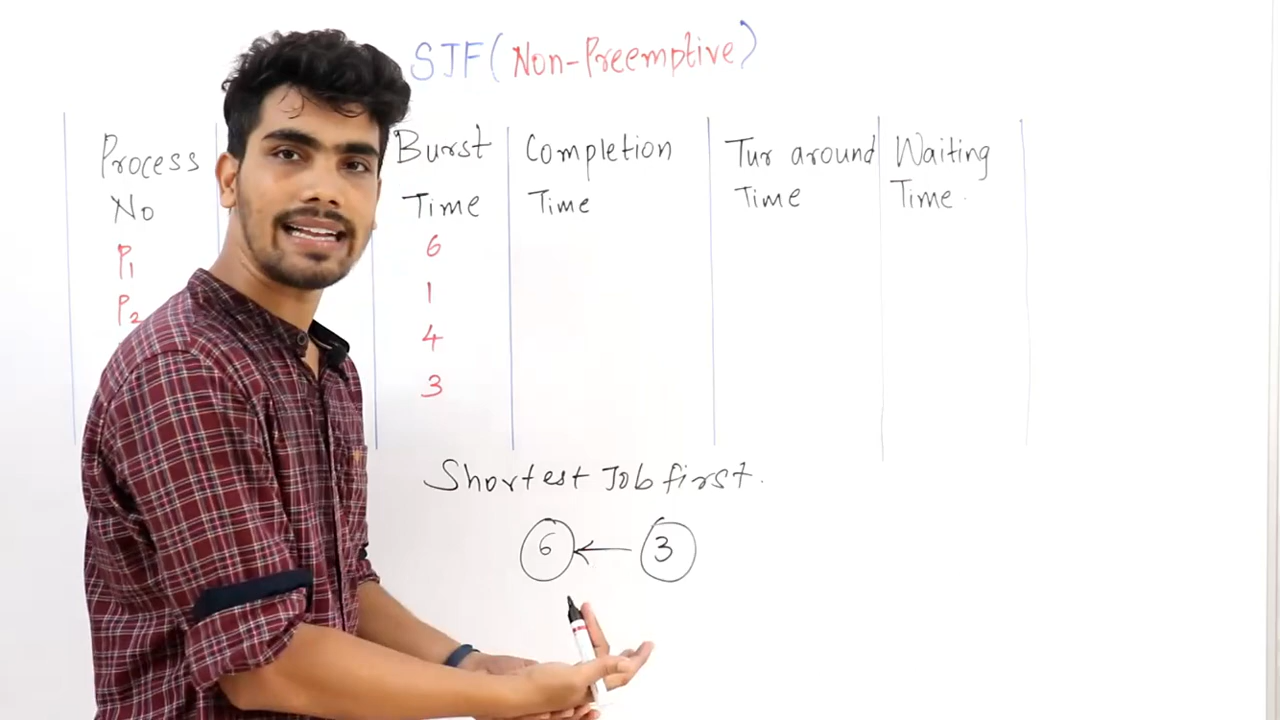 SJF (Non-Preemptive)
Process No
Burst Time
Completion Time
Tur around Time
Waiting Time.
P1 6
P2 1
4
3
Shortest Job first.
6 ← 3